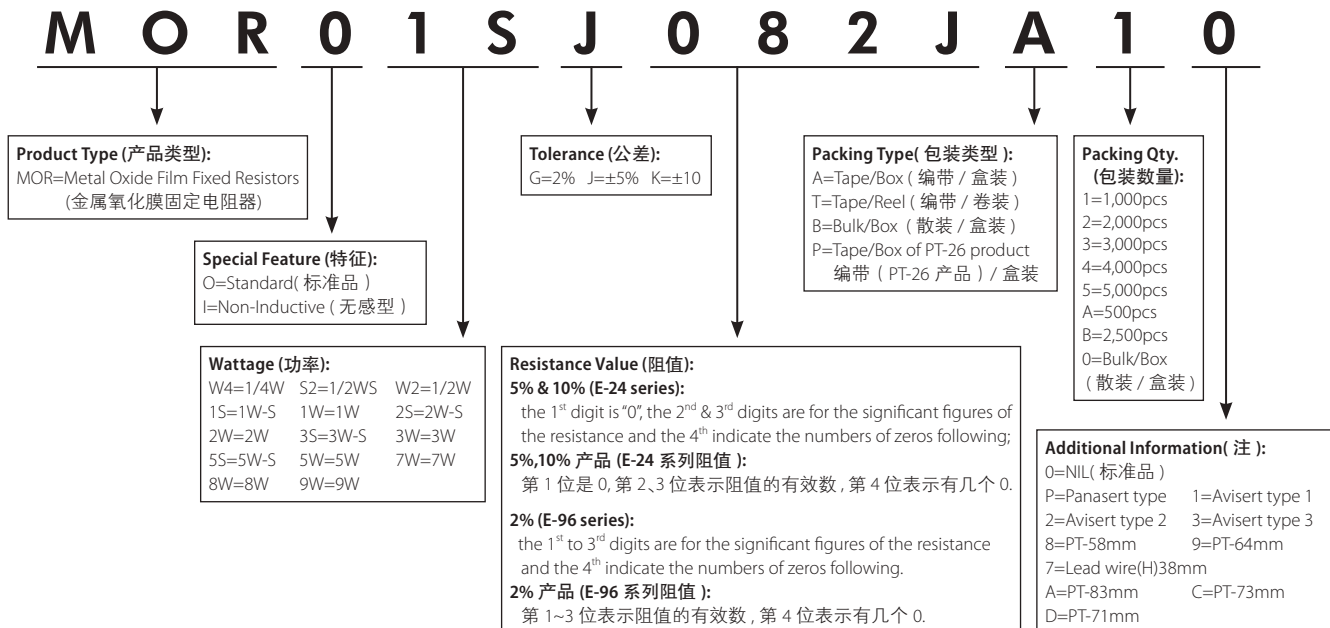 MOR01SJ082JA10
Product Type (产品类型):
MOR=Metal Oxide Film Fixed Resistors
(金属氧化膜固定电阻器)
Special Feature (特征):
O=Standard( 标准品 )
I=Non-Inductive ( 无感型 )
Wattage (功率):
W4=1/4W S2=1/2WS W2=1/2W
1S=1W-S 1W=1W 2S=2W-S
2W=2W 3S=3W-S 3W=3W
5S=5W-S 5W=5W 7W=7W
8W=8W 9W=9W
Tolerance (公差):
G=2% J=±5% K=±10
Resistance Value (阻值):
5% & 10% (E-24 series):
the 1st digit is “0”, the 2nd & 3rd digits are for the significant figures of
the resistance and the 4th indicate the numbers of zeros following;
5%,10% 产品 (E-24 系列阻值 ):
第 1 位是 0, 第 2、3 位表示阻值的有效数 , 第 4 位表示有几个 0.
2% (E-96 series):
the 1st to 3rd digits are for the significant figures of the resistance
and the 4th indicate the numbers of zeros following.
2% 产品 (E-96 系列阻值 ):
第 1~3 位表示阻值的有效数 , 第 4 位表示有几个 0.
Packing Type( 包装类型 ):
A=Tape/Box ( 编带 / 盒装 )
T=Tape/Reel ( 编带 / 卷装 )
B=Bulk/Box ( 散装 / 盒装 )
P=Tape/Box of PT-26 product
编带 ( PT-26 产品 ) / 盒装
Packing Qty.
(包装数量):
1=1,000pcs
2=2,000pcs
3=3,000pcs
4=4,000pcs
5=5,000pcs
A=500pcs
B=2,500pcs
0=Bulk/Box
( 散装 / 盒装 )
Additional Information( 注 ):
0=NIL( 标准品 )
P=Panasert type 1=Avisert type 1
2=Avisert type 2 3=Avisert type 3
8=PT-58mm 9=PT-64mm
7=Lead wire(H)38mm
A=PT-83mm C=PT-73mm
D=PT-71mm